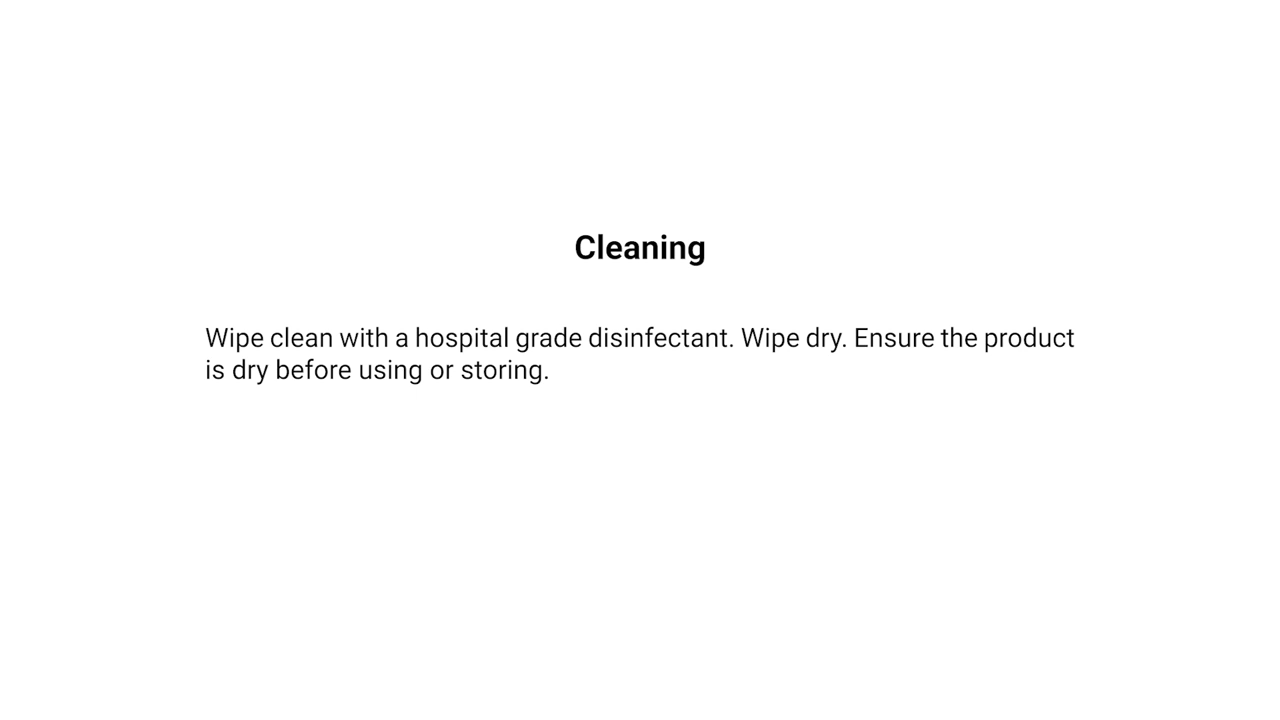 Cleaning
Wipe clean with a hospital grade disinfectant. Wipe dry. Ensure the product
is dry before using or storing.